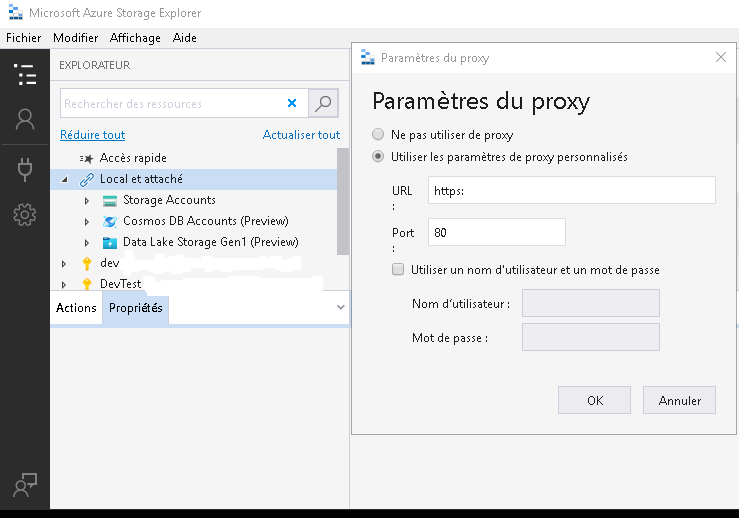 Microsoft Azure Storage Explorer
Fichier Modifier Affichage Aide
EXPLORATEUR
Rechercher des ressources
Réduire tout Actualiser tout
Accès rapide
Local et attaché
Storage Accounts
Cosmos DB Accounts (Preview)
Data Lake Storage Gen1 (Preview)
dev
DevTest
Actions Propriétés
Paramètres du proxy
Paramètres du proxy
Ne pas utiliser de proxy
Utiliser les paramètres de proxy personnalisés
URL : https:
Port : 80
Utiliser un nom d'utilisateur et un mot de passe
Nom d'utilisateur :
Mot de passe :
OK Annuler